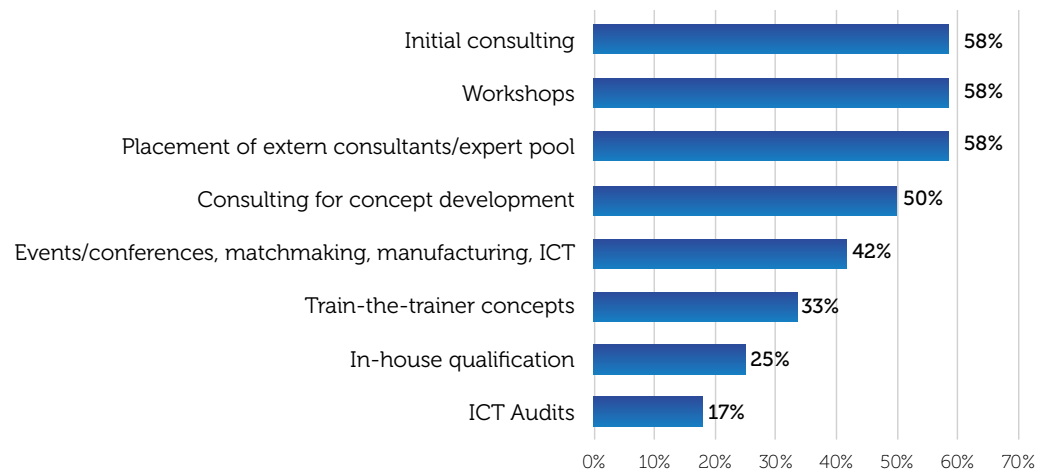 Initial consulting 58%
Workshops 58%
Placement of extern consultants/expert pool 58%
Consulting for concept development 50%
Events/conferences, matchmaking, manufacturing, ICT 42%
Train-the-trainer concepts 33%
In-house qualification 25%
ICT Audits 17%
0% 10% 20% 30% 40% 50% 60% 70%